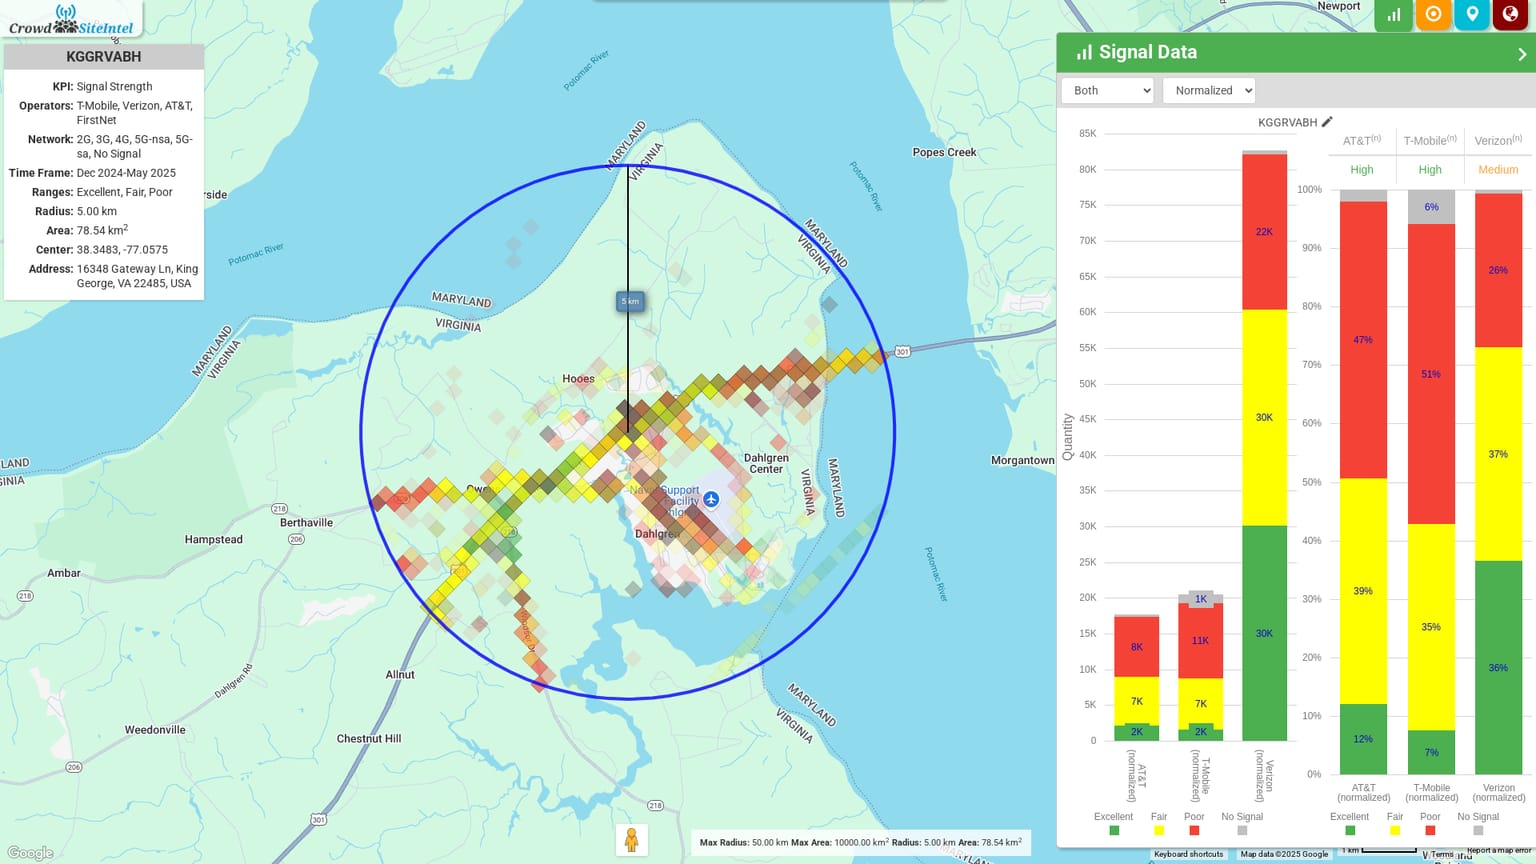 Crowd SiteIntel
KGGRVABH
KPI: Signal Strength
Operators: T-Mobile, Verizon, AT&T,
FirstNet
Network: 2G, 3G, 4G, 5G-nsa, 5G-
sa, No Signal
Time Frame: Dec 2024-May 2025
Ranges: Excellent, Fair, Poor
Radius: 5.00 km
Area: 78.54 km²
Center: 38.3483, -77.0575
Address: 16348 Gateway Ln, King
George, VA 22485, USA
Newport
Potomac River
MARYLAND
VIRGINIA
Popes Creek
Potomac River
rside
Potomac River
MARYLAND
VIRGINIA
MARYLAND
VIRGINIA
5 km
MARYLAND
VIRGINIA
301
Hooes
Dahlgren
Center
Morgantown
LAND
INIA
MARYLAND
VIRGINIA
218
Berthaville
206
Hampstead
Dahlgren
Ambar
218
Potomac River
Allnut
Dahlgren Rd
MARYLAND
VIRGINIA
Weedonville
Chestnut Hill
206
218
301
Google
Max Radius: 50.00 km Max Area: 10000.00 km² Radius: 5.00 km Area: 78.54 km²
Keyboard shortcuts
Map data ©2025 Google
1 km
Terms
Report a map error
Signal Data
Both
Normalized
KGGRVABH
Quantity
85K
80K
75K
70K
65K
60K
55K
50K
45K
40K
35K
30K
25K
20K
15K
10K
5K
0
8K
7K
2K
1K
11K
7K
2K
22K
30K
30K
AT&T
(normalized)
T-Mobile
(normalized)
Verizon
(normalized)
Excellent Fair Poor No Signal
AT&T(n) T-Mobile(n) Verizon(n)
High High Medium
100%
90%
80%
70%
60%
50%
40%
30%
20%
10%
0%
47%
39%
12%
6%
51%
35%
7%
26%
37%
36%
AT&T
(normalized)
T-Mobile
(normalized)
Verizon
(normalized)
Excellent Fair Poor No Signal